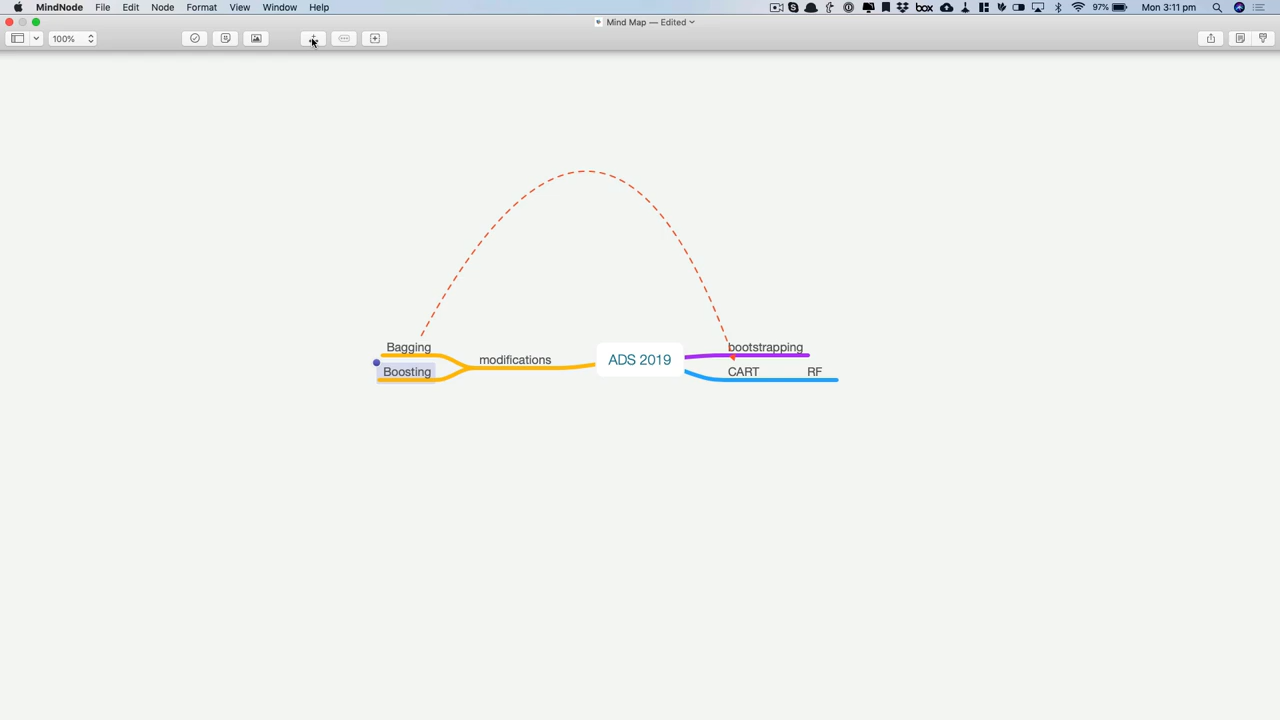 MindNode File Edit Node Format View Window Help box 97% Mon 3:11 pm
Mind Map — Edited
100%
Bagging
Boosting
modifications
ADS 2019
bootstrapping
CART RF